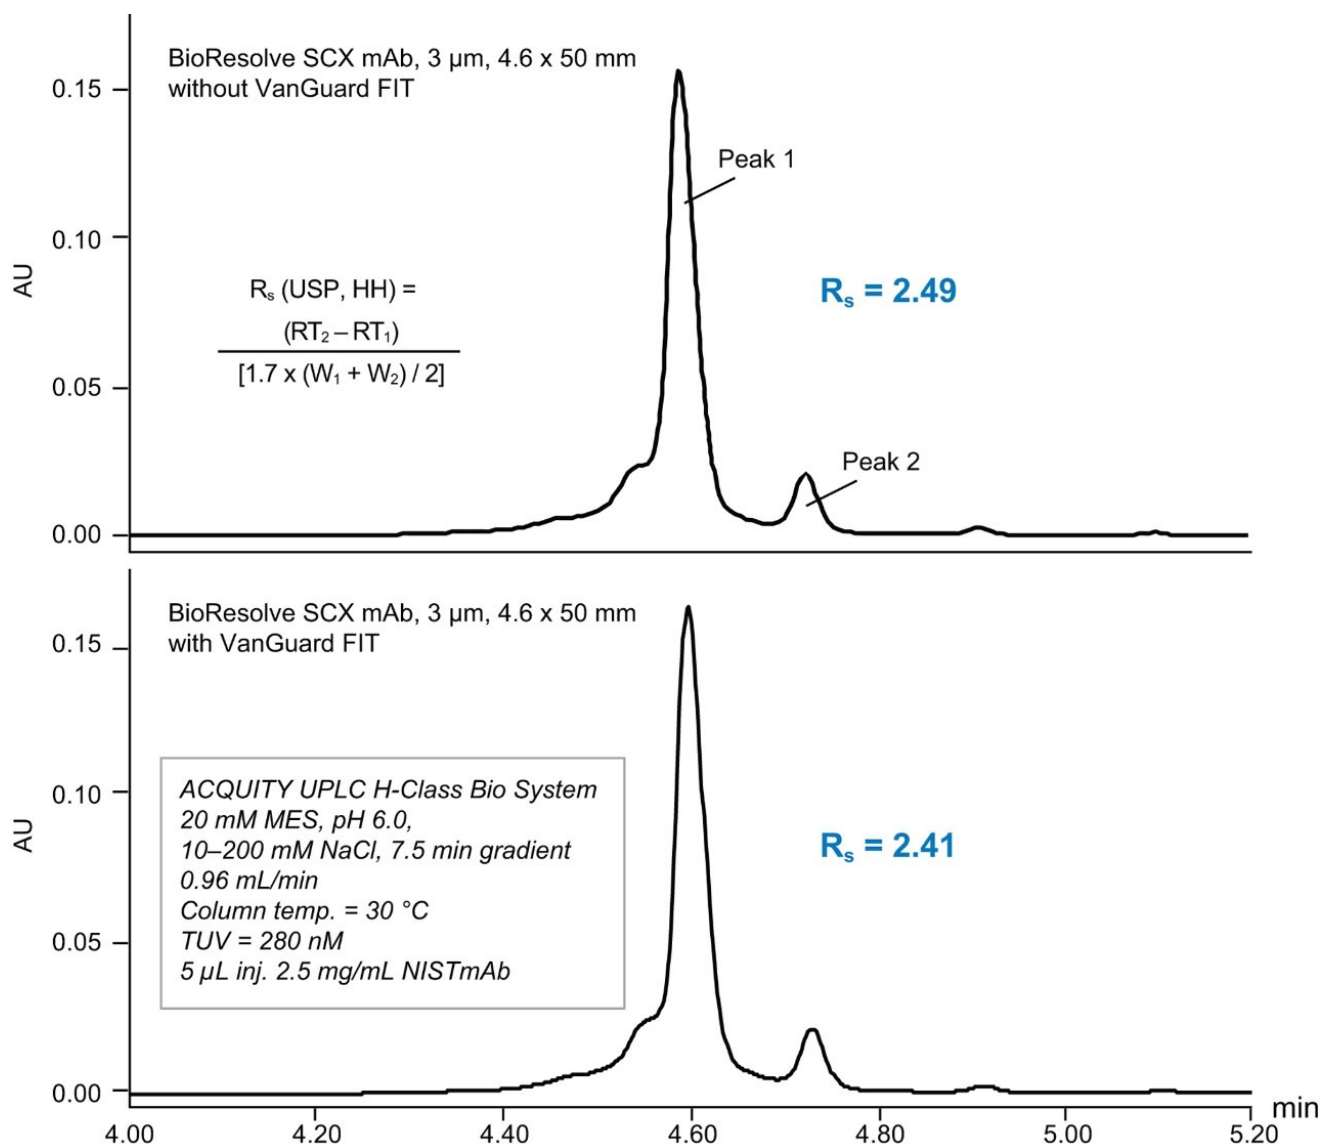 BioResolve SCX mAb, 3 µm, 4.6 x 50 mm
without VanGuard FIT
0.15
Peak 1
0.10
AU
Rₛ (USP, HH) =
(RT₂ – RT₁)
[1.7 x (W₁ + W₂) / 2]
Rₛ = 2.49
0.05
Peak 2
0.00
BioResolve SCX mAb, 3 µm, 4.6 x 50 mm
with VanGuard FIT
0.15
0.10
AU
ACQUITY UPLC H-Class Bio System
20 mM MES, pH 6.0,
10–200 mM NaCl, 7.5 min gradient
0.96 mL/min
Column temp. = 30 °C
TUV = 280 nM
5 µL inj. 2.5 mg/mL NISTmAb
Rₛ = 2.41
0.05
0.00
4.00 4.20 4.40 4.60 4.80 5.00 5.20 min